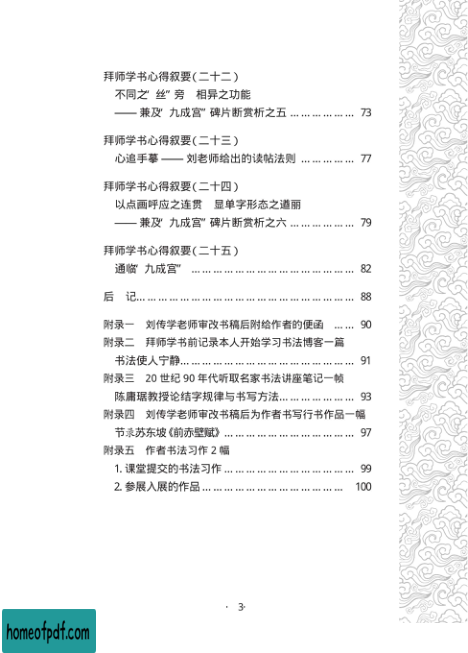 拜师学书心得叙要(二十二)
不同之“丝”旁　相异之功能
—— 兼及“九成宫”碑片断赏析之五 ……………… 73
拜师学书心得叙要(二十三)
心追手摹 —— 刘老师给出的读帖法则 …………… 77
拜师学书心得叙要(二十四)
以点画呼应之连贯　显单字形态之遒丽
—— 兼及“九成宫”碑片断赏析之六 ……………… 79
拜师学书心得叙要(二十五)
通临“九成宫” ……………………………………… 82
后　记…………………………………………………… 88
附录一　刘传学老师审改书稿后附给作者的便函 …… 90
附录二　拜师学书前记录本人开始学习书法博客一篇
书法使人宁静………………………………………… 91
附录三　20 世纪 90 年代听取名家书法讲座笔记一帧
陈庸琚教授论结字规律与书写方法………………… 93
附录四　刘传学老师审改书稿后为作者书写行书作品一幅
节录苏东坡《前赤壁赋》……………………………… 97
附录五　作者书法习作 2 幅
1. 课堂提交的书法习作 ……………………………… 99
2. 参展入展的作品 ………………………………… 100
· 3·
homeofpdf.com